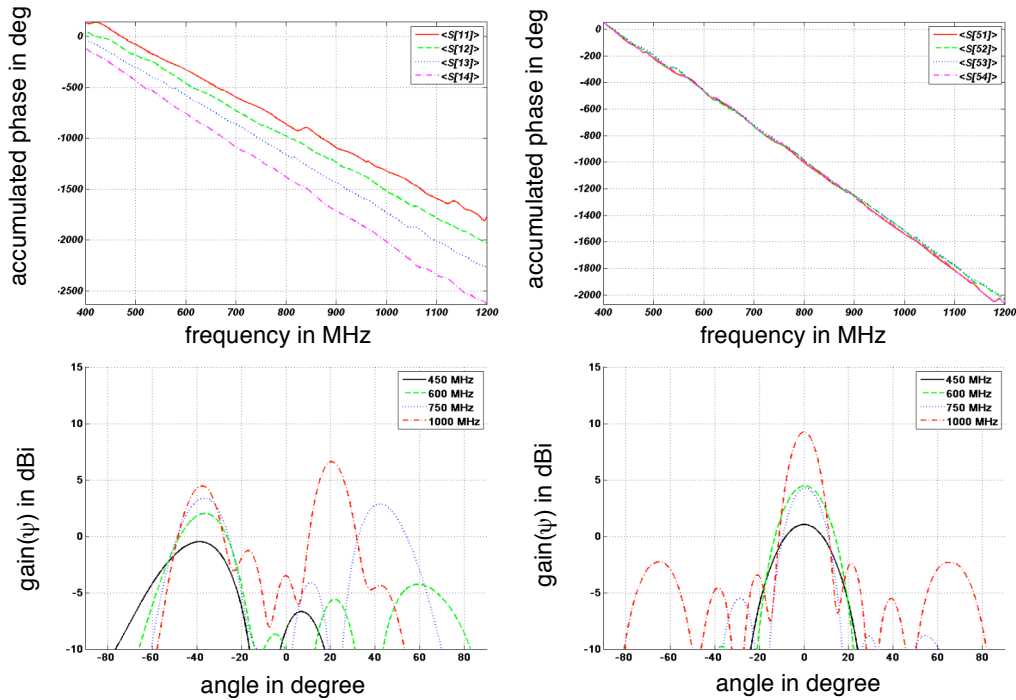 accumulated phase in deg
0
-500
-1000
-1500
-2000
-2500
400 500 600 700 800 900 1000 1100 1200
frequency in MHz
<S[11]>
<S[12]>
<S[13]>
<S[14]>
accumulated phase in deg
0
-200
-400
-600
-800
-1000
-1200
-1400
-1600
-1800
-2000
400 500 600 700 800 900 1000 1100 1200
frequency in MHz
<S[51]>
<S[52]>
<S[53]>
<S[54]>
gain(ψ) in dBi
15
10
5
0
-5
-10
-80 -60 -40 -20 0 20 40 60 80
angle in degree
450 MHz
600 MHz
750 MHz
1000 MHz
gain(ψ) in dBi
15
10
5
0
-5
-10
-80 -60 -40 -20 0 20 40 60 80
angle in degree
450 MHz
600 MHz
750 MHz
1000 MHz